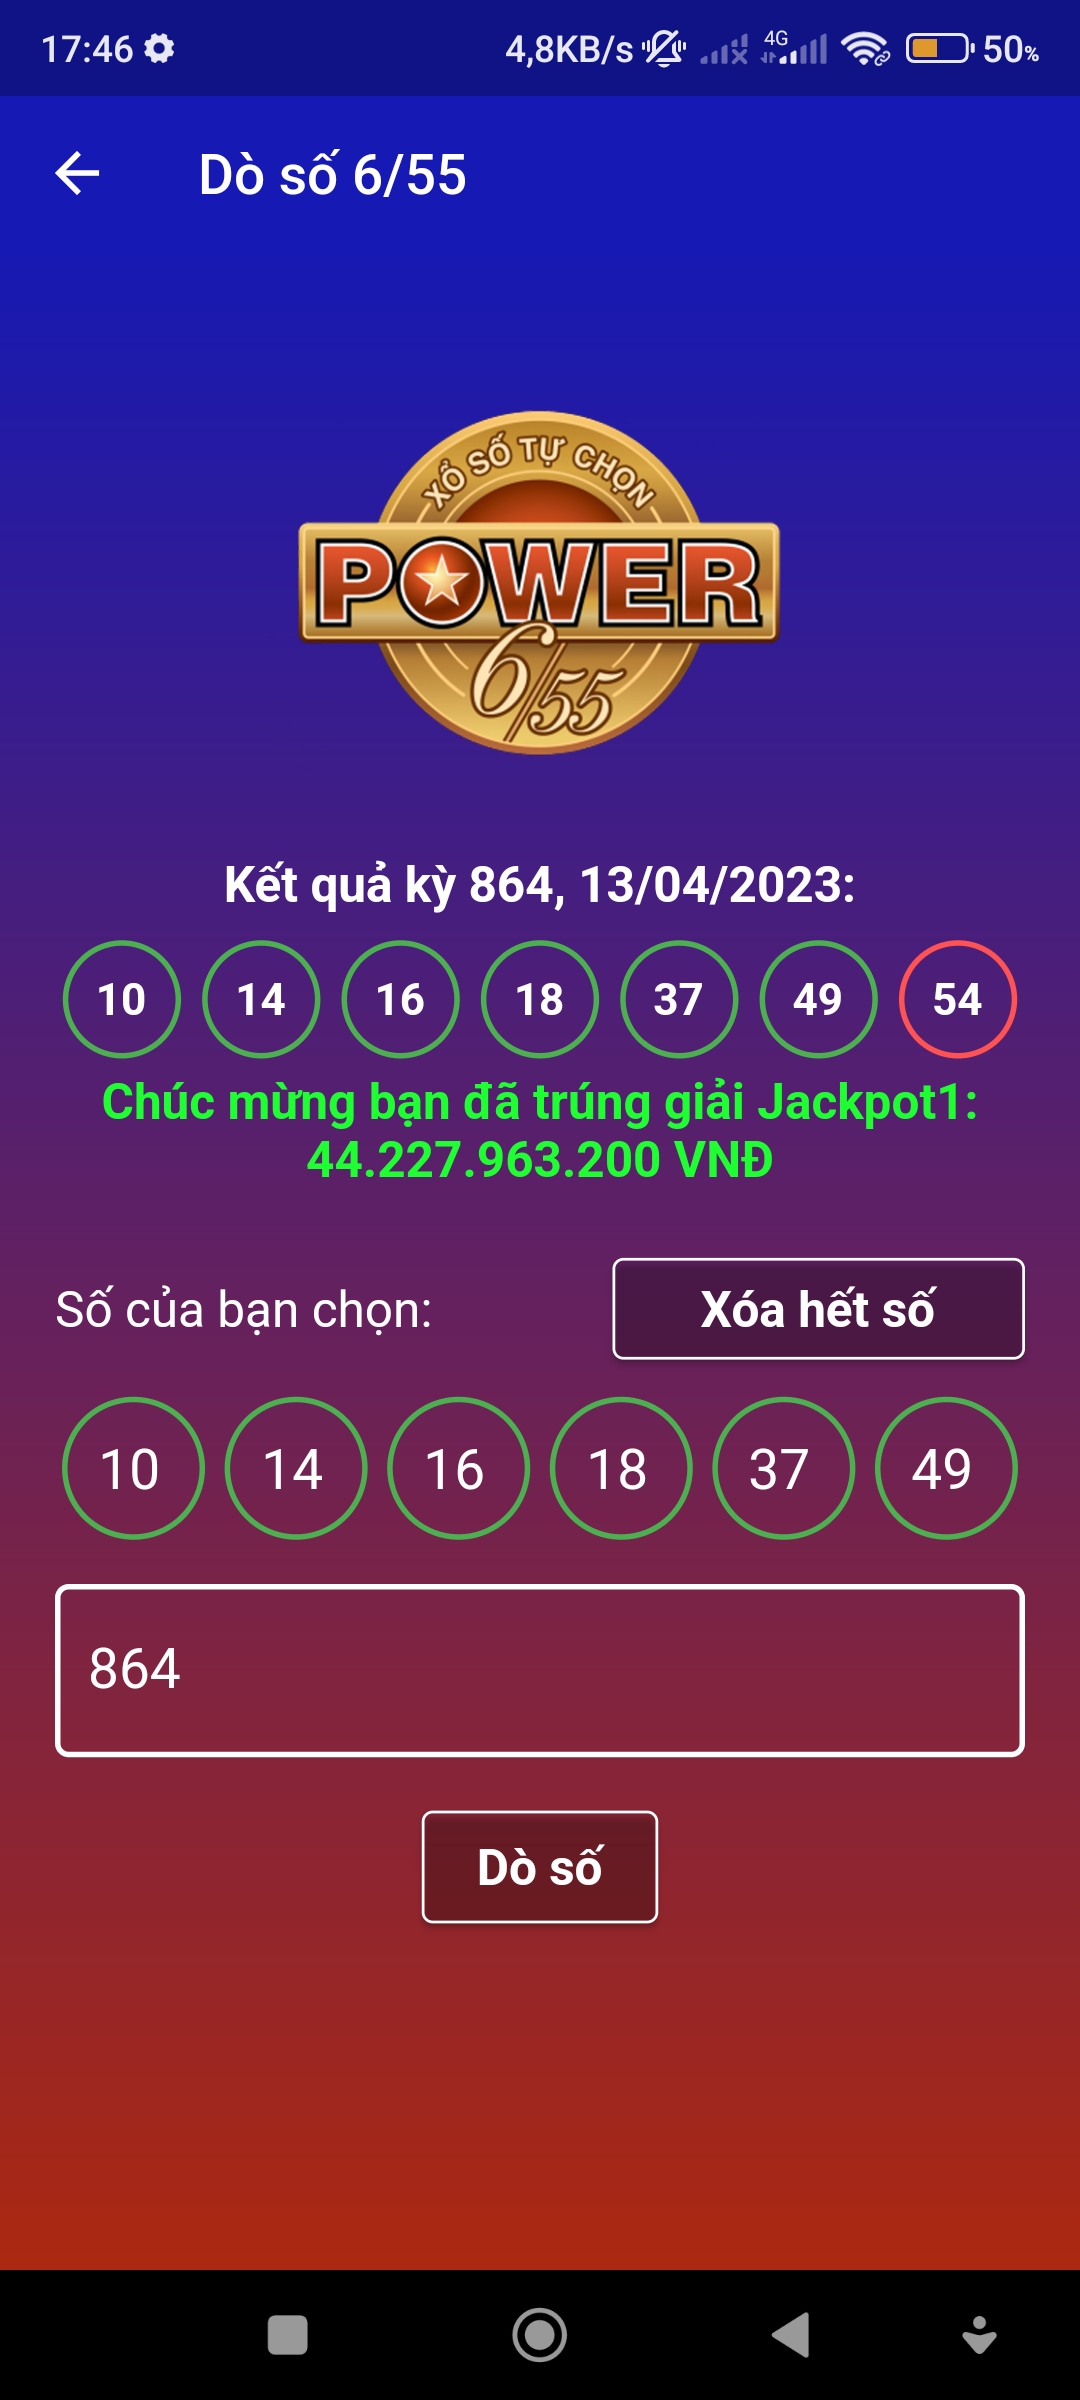 17:46 4,8KB/s 4G 50%
Dò số 6/55
XỔ SỐ TỰ CHỌN
POWER
6/55
Kết quả kỳ 864, 13/04/2023:
10 14 16 18 37 49 54
Chúc mừng bạn đã trúng giải Jackpot1:
44.227.963.200 VNĐ
Số của bạn chọn: Xóa hết số
10 14 16 18 37 49
864
Dò số